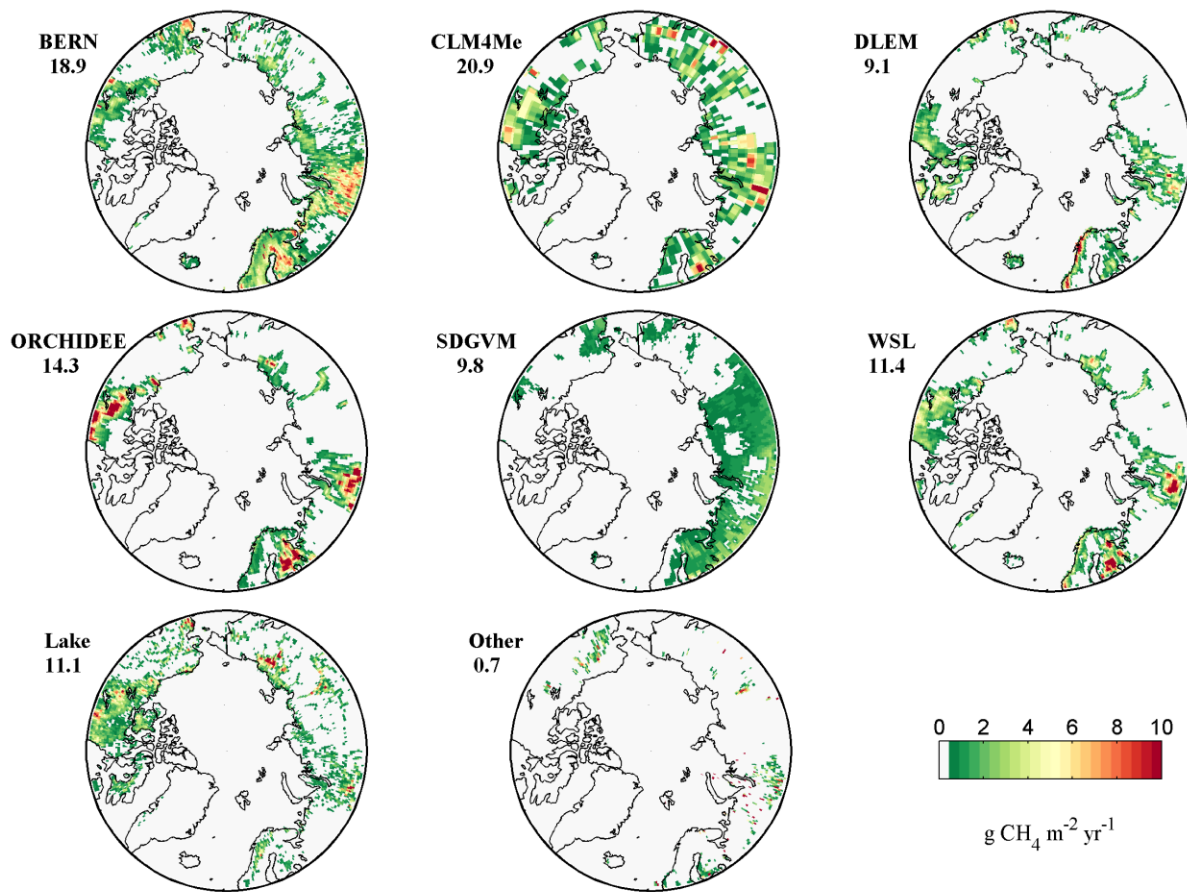 BERN
18.9
CLM4Me
20.9
DLEM
9.1
ORCHIDEE
14.3
SDGVM
9.8
WSL
11.4
Lake
11.1
Other
0.7
0 2 4 6 8 10
g CH₄ m⁻² yr⁻¹